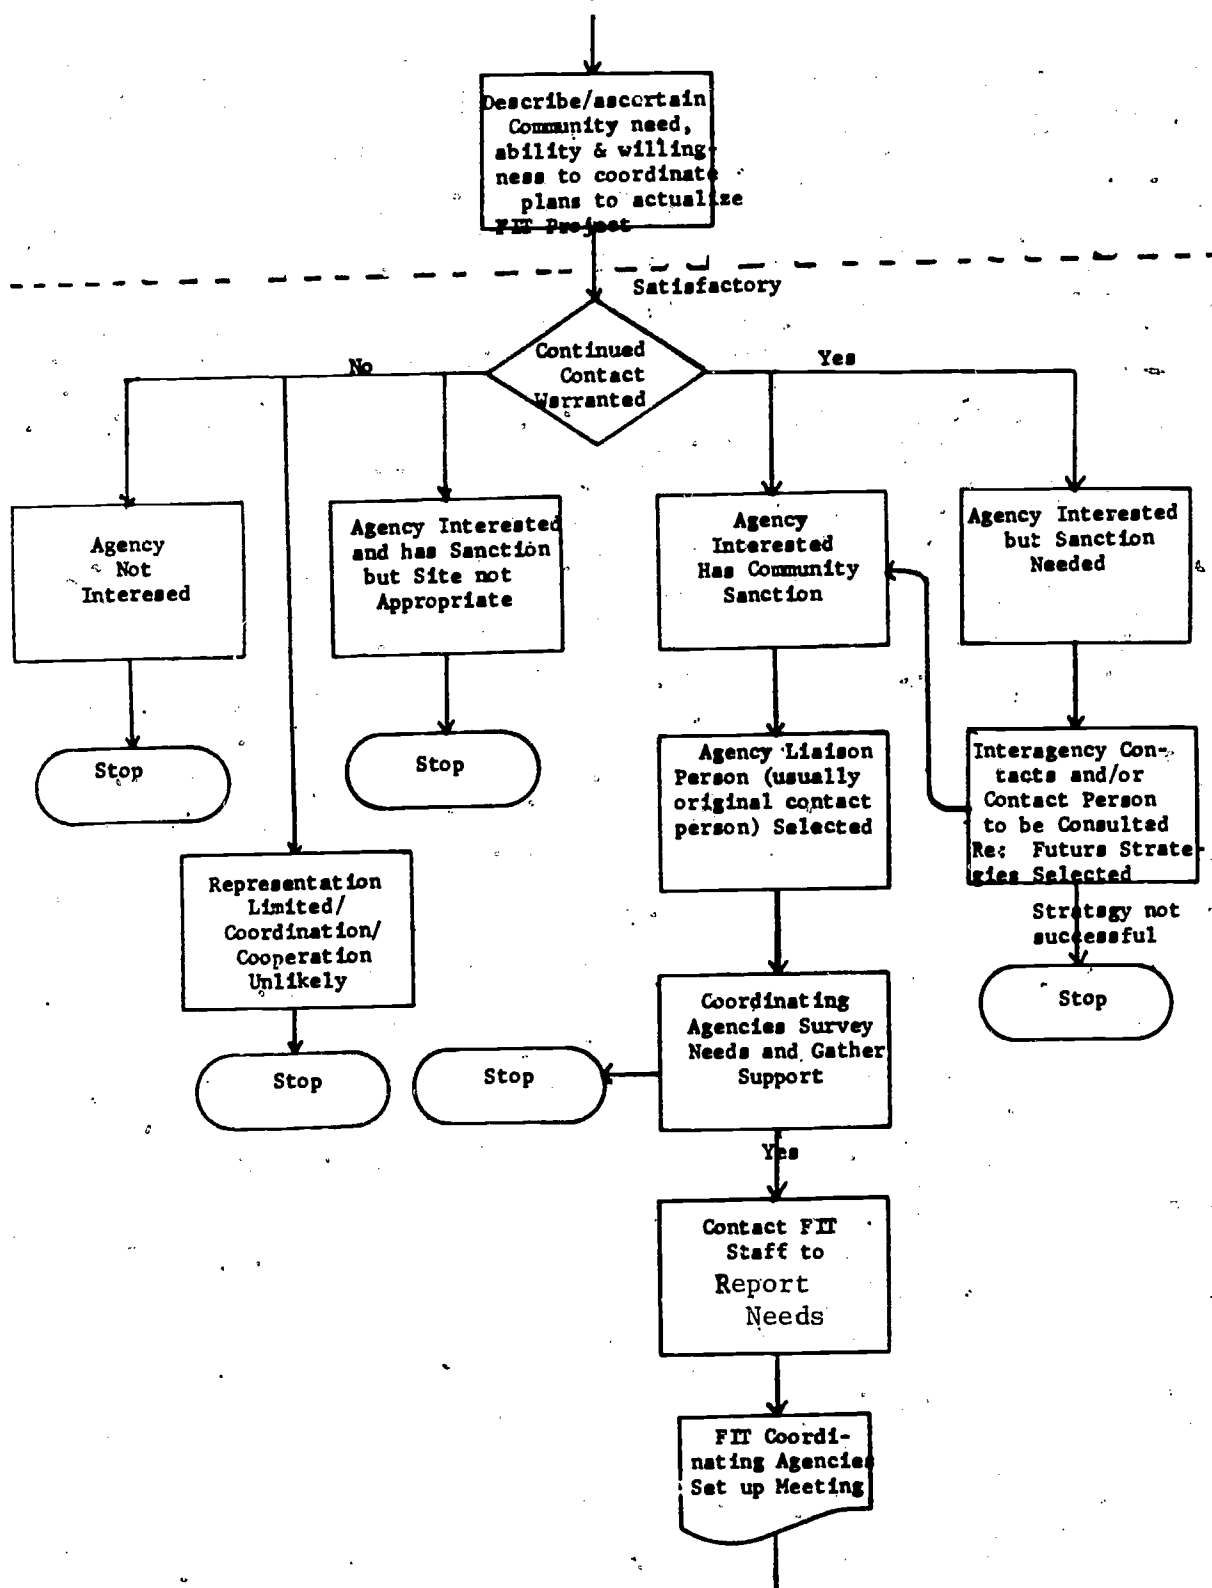 Describe/ascertain
Community need,
ability & willing-
ness to coordinate
plans to actualize
FIT Project
Satisfactory
Continued
Contact
Warranted
No
Yes
Agency
Not
Interesed
Agency Interested
and has Sanction
but Site not
Appropriate
Agency
Interested
Has Community
Sanction
Agency Interested
but Sanction
Needed
Stop
Stop
Agency Liaison
Person (usually
original contact
person) Selected
Interagency Con-
tacts and/or
Contact Person
to be Consulted
Re: Future Strate-
gies Selected
Representation
Limited/
Coordination/
Cooperation
Unlikely
Strategy not
successful
Stop
Coordinating
Agencies Survey
Needs and Gather
Support
Stop
Stop
Yes
Contact FIT
Staff to
Report
Needs
FIT Coordi-
nating Agencies
Set up Meeting